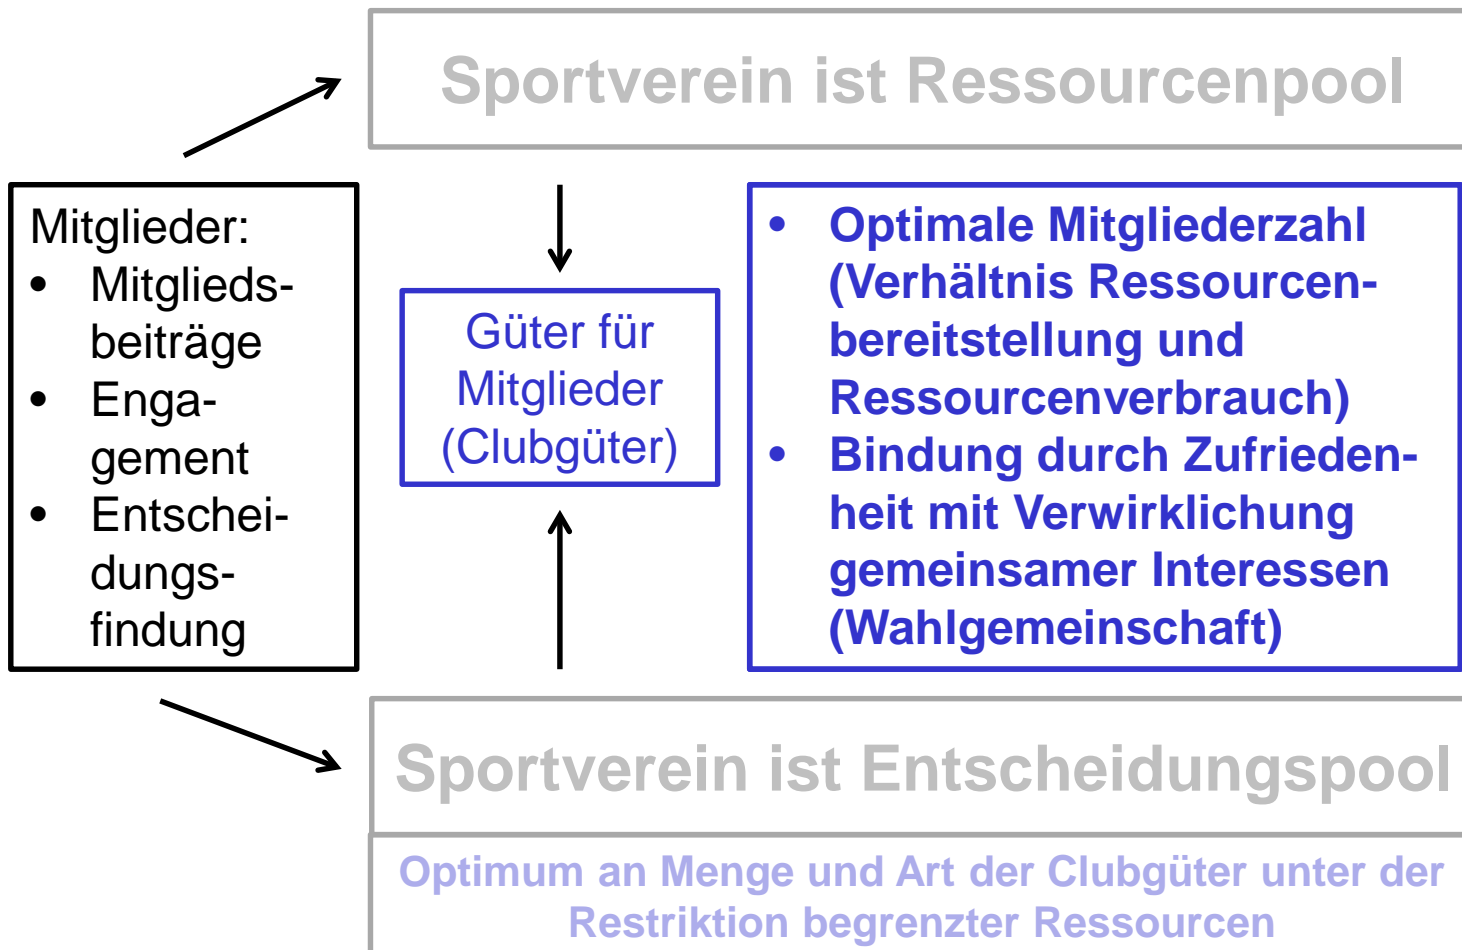 Sportverein ist Ressourcenpool
Mitglieder:
• Mitglieds-
beiträge
• Enga-
gement
• Entschei-
dungs-
findung
Güter für
Mitglieder
(Clubgüter)
• Optimale Mitgliederzahl
(Verhältnis Ressourcen-
bereitstellung und
Ressourcenverbrauch)
• Bindung durch Zufrieden-
heit mit Verwirklichung
gemeinsamer Interessen
(Wahlgemeinschaft)
Sportverein ist Entscheidungspool
Optimum an Menge und Art der Clubgüter unter der
Restriktion begrenzter Ressourcen